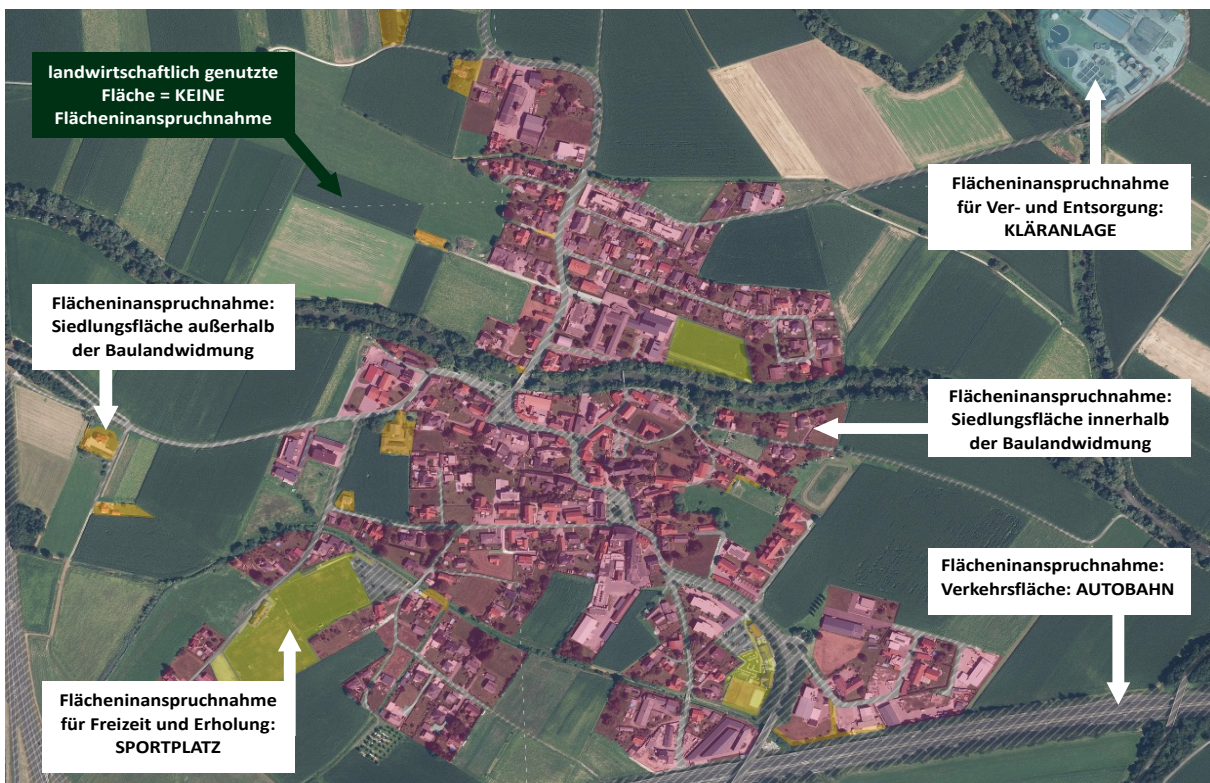 landwirtschaftlich genutzte
Fläche = KEINE
Flächeninanspruchnahme
Flächeninanspruchnahme
für Ver- und Entsorgung:
KLÄRANLAGE
Flächeninanspruchnahme:
Siedlungsfläche außerhalb
der Baulandwidmung
Flächeninanspruchnahme:
Siedlungsfläche innerhalb
der Baulandwidmung
Flächeninanspruchnahme:
Verkehrsfläche: AUTOBAHN
Flächeninanspruchnahme
für Freizeit und Erholung:
SPORTPLATZ